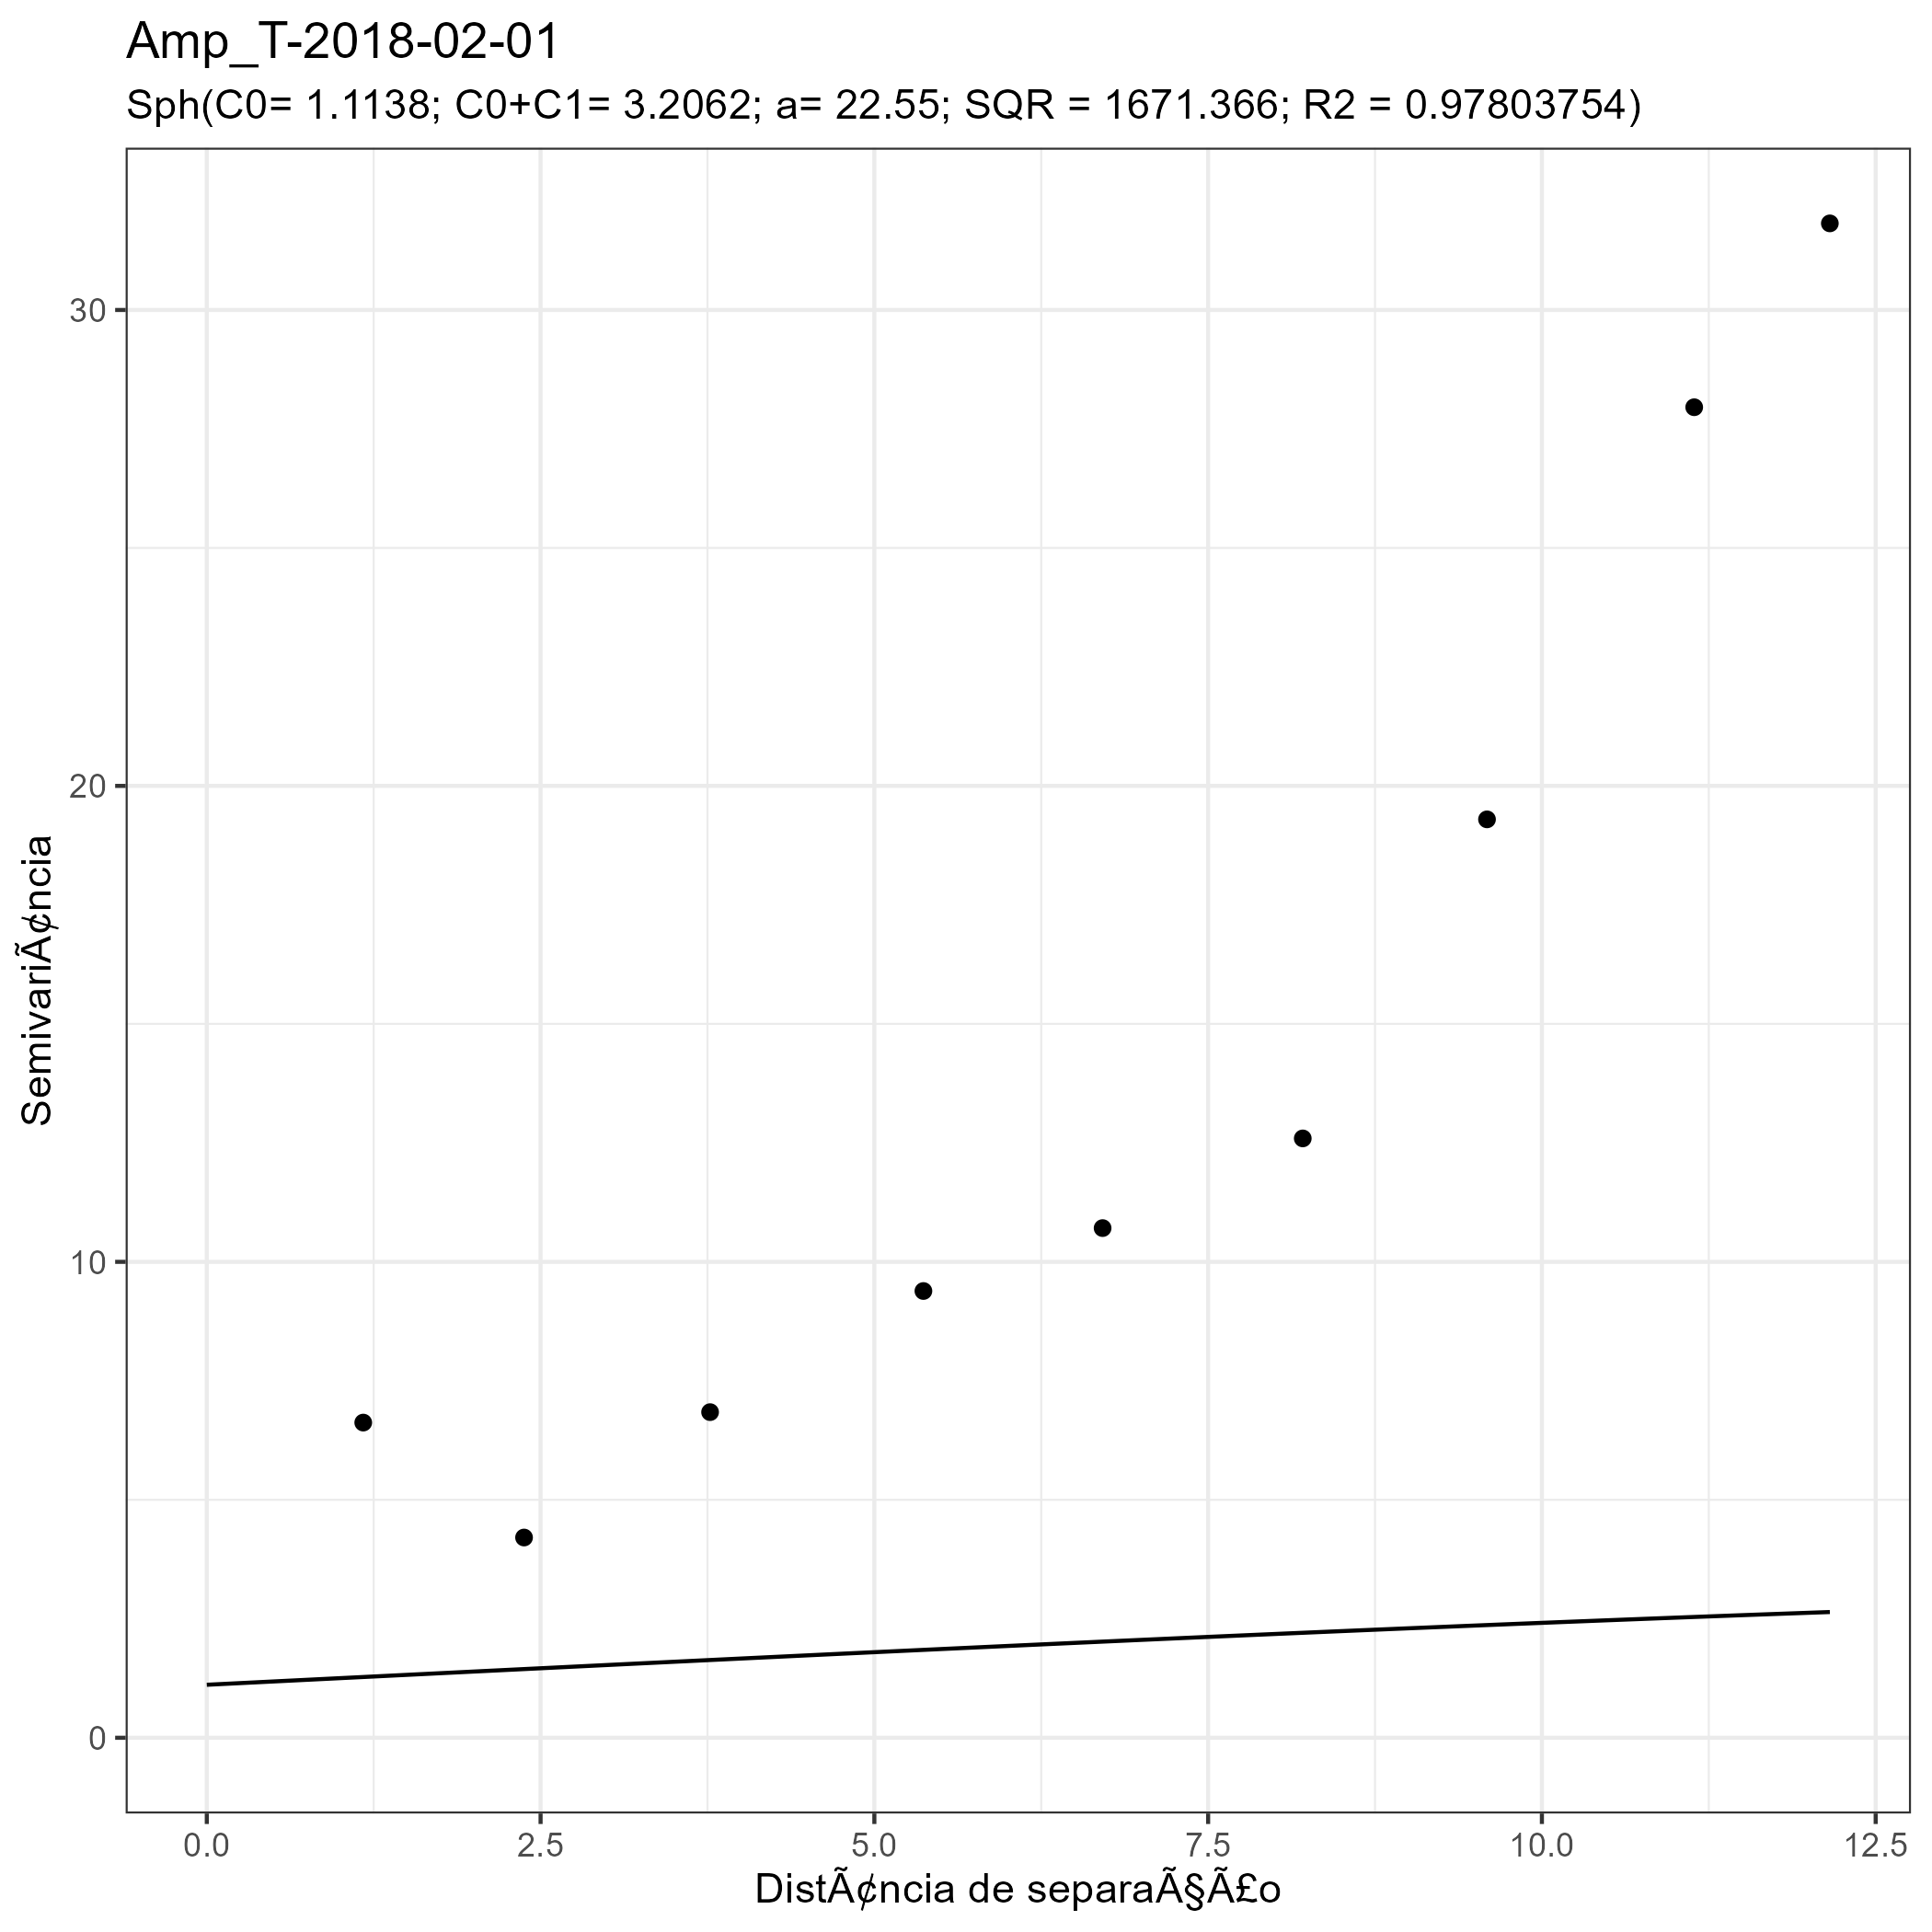 Amp_T-2018-02-01
Sph(C0= 1.1138; C0+C1= 3.2062; a= 22.55; SQR = 1671.366; R2 = 0.97803754)
30
20
10
0
SemivariÃ¢ncia
0.0 2.5 5.0 7.5 10.0 12.5
DistÃ¢ncia de separaÃ§Ã£o